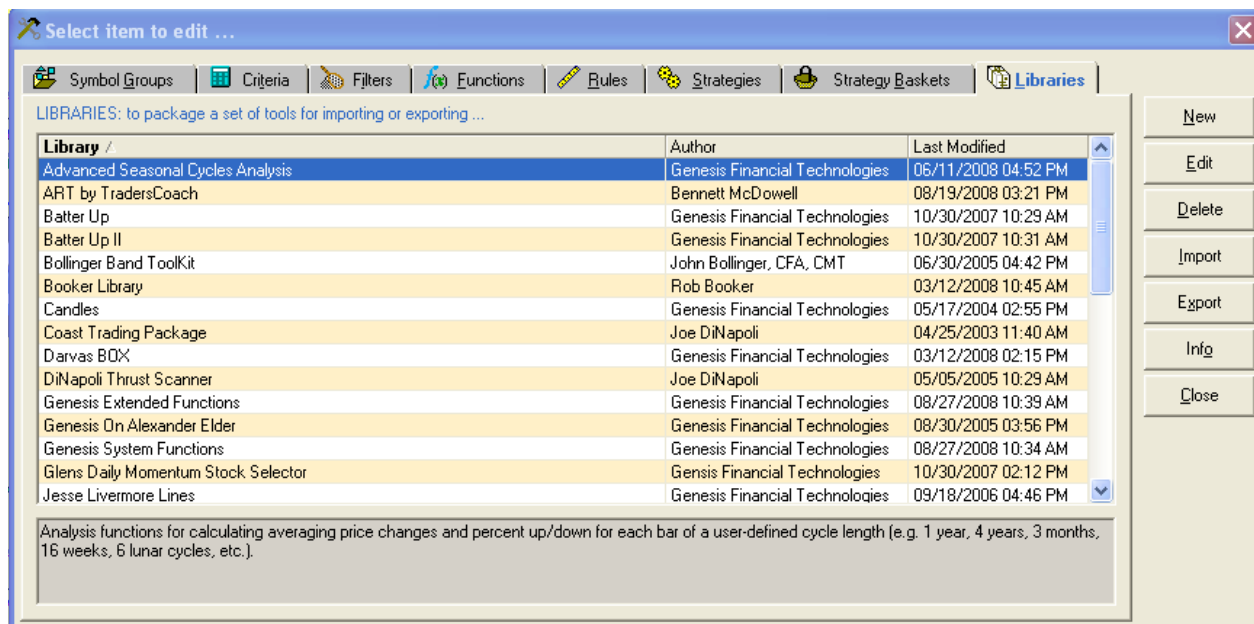 Select item to edit ...
Symbol Groups Criteria Filters f(x) Functions Rules Strategies Strategy Baskets Libraries
LIBRARIES: to package a set of tools for importing or exporting ...
Library Author Last Modified
Advanced Seasonal Cycles Analysis Genesis Financial Technologies 06/11/2008 04:52 PM
ART by TradersCoach Bennett McDowell 08/19/2008 03:21 PM
Batter Up Genesis Financial Technologies 10/30/2007 10:29 AM
Batter Up II Genesis Financial Technologies 10/30/2007 10:31 AM
Bollinger Band ToolKit John Bollinger, CFA, CMT 06/30/2005 04:42 PM
Booker Library Rob Booker 03/12/2008 10:45 AM
Candles Genesis Financial Technologies 05/17/2004 02:55 PM
Coast Trading Package Joe DiNapoli 04/25/2003 11:40 AM
Darvas BOX Genesis Financial Technologies 03/12/2008 02:15 PM
DiNapoli Thrust Scanner Joe DiNapoli 05/05/2005 10:29 AM
Genesis Extended Functions Genesis Financial Technologies 08/27/2008 10:39 AM
Genesis On Alexander Elder Genesis Financial Technologies 08/30/2005 03:56 PM
Genesis System Functions Genesis Financial Technologies 08/27/2008 10:34 AM
Glens Daily Momentum Stock Selector Gensis Financial Technologies 10/30/2007 02:12 PM
Jesse Livermore Lines Genesis Financial Technologies 09/18/2006 04:46 PM
Analysis functions for calculating averaging price changes and percent up/down for each bar of a user-defined cycle length (e.g. 1 year, 4 years, 3 months,
16 weeks, 6 lunar cycles, etc.).
New
Edit
Delete
Import
Export
Info
Close